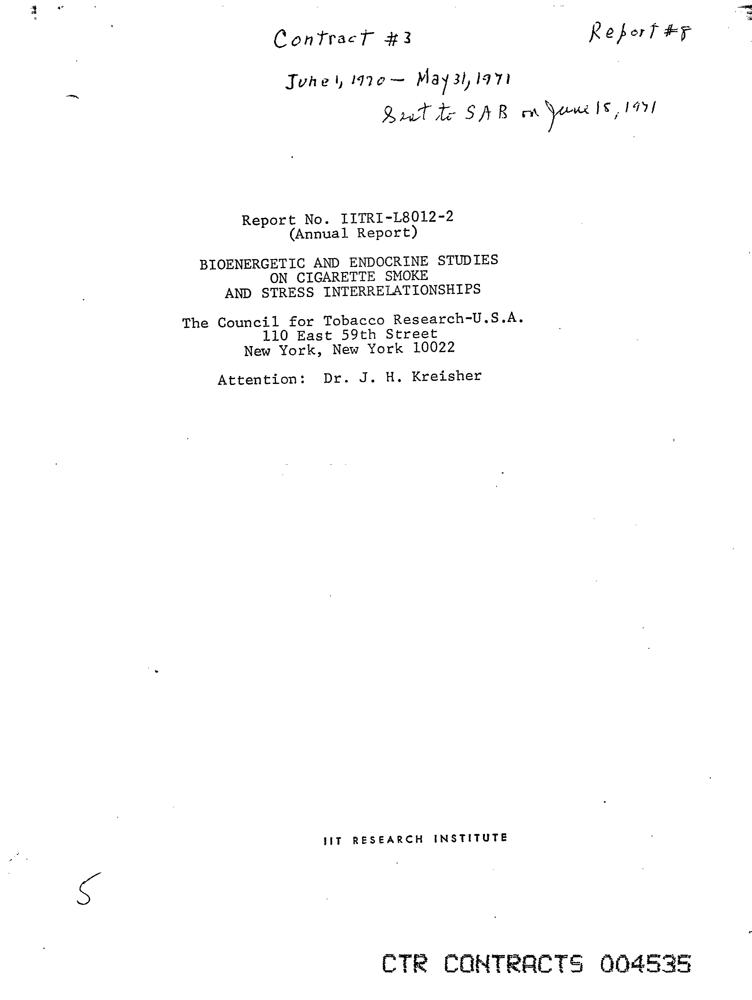 Contract #3
Report #8
June 1, 1970 — May 31, 1971
Sent to SAB on June 15, 1971
Report No. IITRI-L8012-2
(Annual Report)
BIOENERGETIC AND ENDOCRINE STUDIES
ON CIGARETTE SMOKE
AND STRESS INTERRELATIONSHIPS
The Council for Tobacco Research-U.S.A.
110 East 59th Street
New York, New York 10022
Attention: Dr. J. H. Kreisher
IIT RESEARCH INSTITUTE
5
CTR CONTRACTS 004535